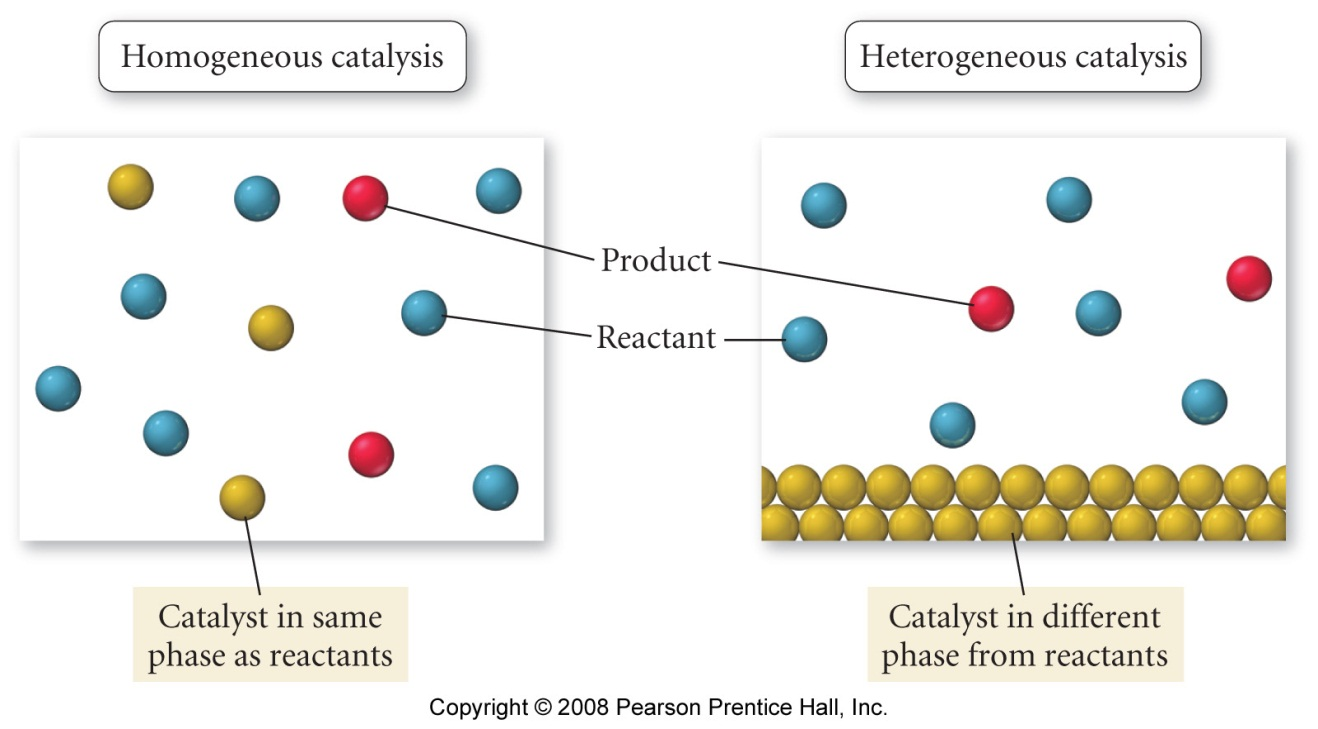 Homogeneous catalysis
Heterogeneous catalysis
Product
Reactant
Catalyst in same
phase as reactants
Catalyst in different
phase from reactants
Copyright © 2008 Pearson Prentice Hall, Inc.